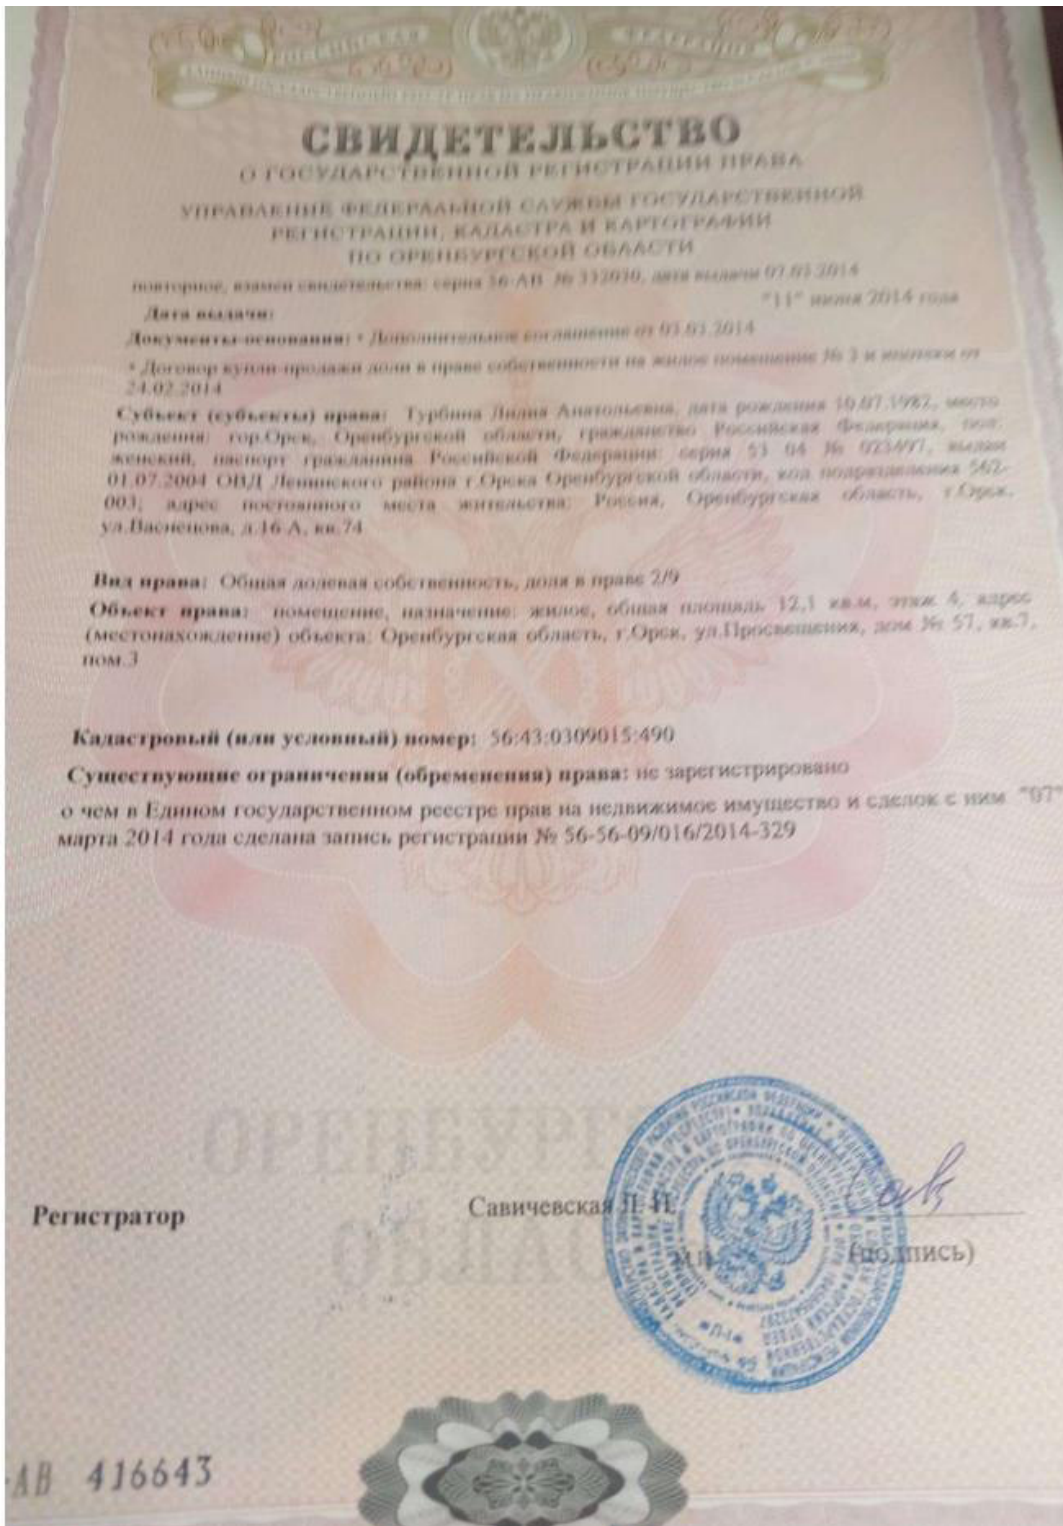 РОССИЙСКАЯ ФЕДЕРАЦИЯ
СВИДЕТЕЛЬСТВО
О ГОСУДАРСТВЕННОЙ РЕГИСТРАЦИИ ПРАВА
УПРАВЛЕНИЕ ФЕДЕРАЛЬНОЙ СЛУЖБЫ ГОСУДАРСТВЕННОЙ
РЕГИСТРАЦИИ, КАДАСТРА И КАРТОГРАФИИ
ПО ОРЕНБУРГСКОЙ ОБЛАСТИ
повторное, взамен свидетельства: серия 56-АВ № дата выдачи 07.03.2014
Дата выдачи: "11" 2014 года
Документы-основания: • Дополнительное соглашение от 03.03.2014
• Договор купли-продажи доли в праве собственности на жилое помещение № 3 и ипотеки от
24.02.2014
Субъект (субъекты) права: Турбина Лилия Анатольевна, дата рождения 10.07.1982, место
рождения: гор.Орск, Оренбургской области, гражданство Российская Федерация, пол:
женский, паспорт гражданина Российской Федерации: серия 53 04 № выдан
01.07.2004 ОВД Ленинского района г.Орска Оренбургской области, код подразделения 562-
003, адрес постоянного места жительства: Россия, Оренбургская область, г.Орск,
ул.Васнецова, д.16-А, кв.74
Вид права: Общая долевая собственность, доля в праве 2/9
Объект права: помещение, назначение: жилое, общая площадь 12,1 кв.м, этаж 4, адрес
(местонахождение) объекта: Оренбургская область, г.Орск, ул.Просвещения, дом № 57, кв.7,
пом.3
Кадастровый (или условный) номер: 56:43:0309015:490
Существующие ограничения (обременения) права: не зарегистрировано
о чем в Едином государственном реестре прав на недвижимое имущество и сделок с ним "07"
марта 2014 года сделана запись регистрации № 56-56-09/016/2014-329
ОРЕНБУРГ
ОБЛАС
Регистратор Савичевская Л. И.
М.П. (подпись)
-АВ 416643